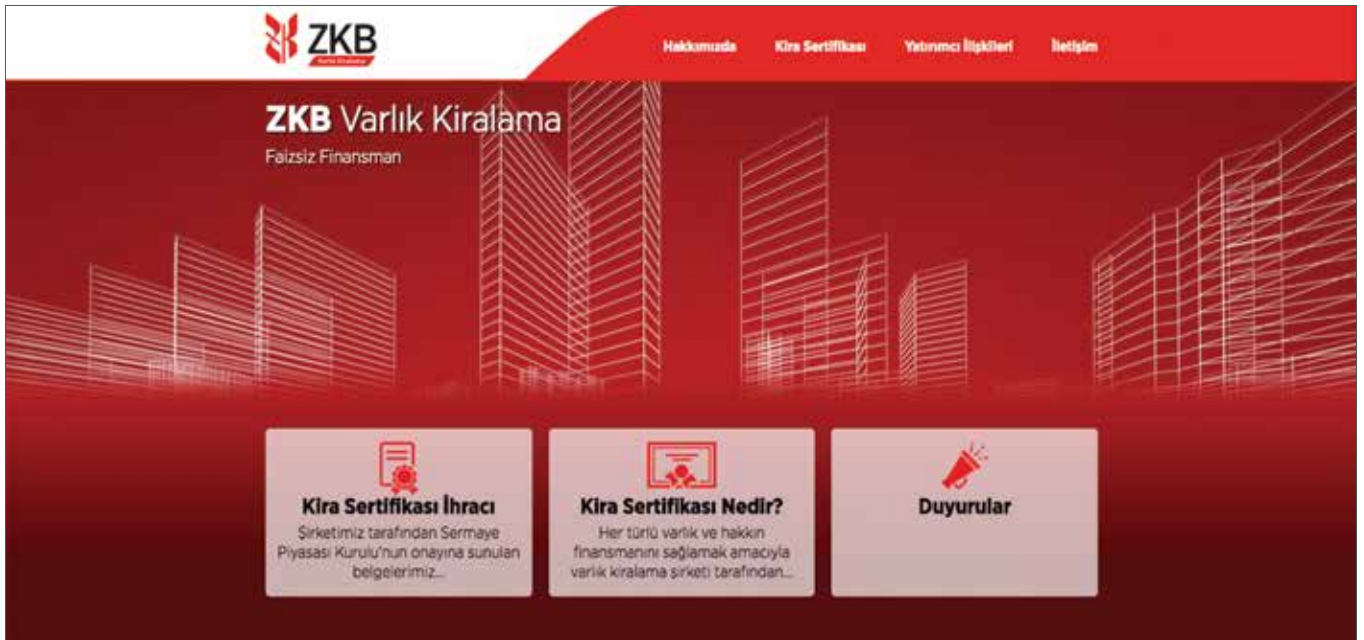 ZKB
Varlık Kiralama
Hakkımızda Kira Sertifikası Yatırımcı İlişkileri İletişim
ZKB Varlık Kiralama
Faizsiz Finansman
Kira Sertifikası İhracı
Şirketimiz tarafından Sermaye
Piyasası Kurulu'nun onayına sunulan
belgelerimiz...
Kira Sertifikası Nedir?
Her türlü varlık ve hakkın
finansmanını sağlamak amacıyla
varlık kiralama şirketi tarafından...
Duyurular